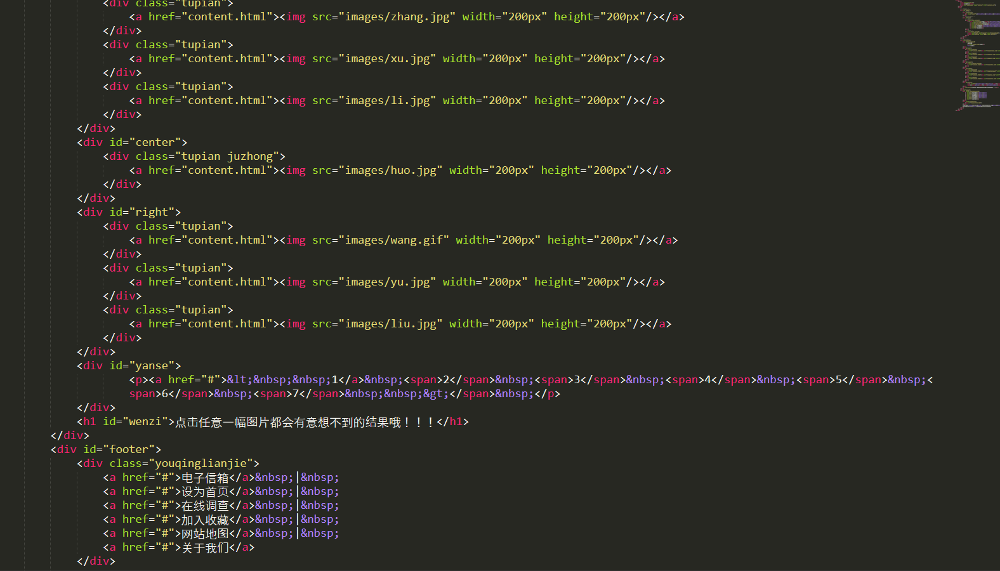 <div class="tupian">
<a href="content.html"><img src="images/zhang.jpg" width="200px" height="200px"/></a>
</div>
<div class="tupian">
<a href="content.html"><img src="images/xu.jpg" width="200px" height="200px"/></a>
</div>
<div class="tupian">
<a href="content.html"><img src="images/li.jpg" width="200px" height="200px"/></a>
</div>
</div>
<div id="center">
<div class="tupian juzhong">
<a href="content.html"><img src="images/huo.jpg" width="200px" height="200px"/></a>
</div>
</div>
<div id="right">
<div class="tupian">
<a href="content.html"><img src="images/wang.gif" width="200px" height="200px"/></a>
</div>
<div class="tupian">
<a href="content.html"><img src="images/yu.jpg" width="200px" height="200px"/></a>
</div>
<div class="tupian">
<a href="content.html"><img src="images/liu.jpg" width="200px" height="200px"/></a>
</div>
</div>
<div id="yanse">
<p><a href="#">&lt;&nbsp;&nbsp;1</a>&nbsp;<span>2</span>&nbsp;<span>3</span>&nbsp;<span>4</span>&nbsp;<span>5</span>&nbsp;<
span>6</span>&nbsp;<span>7</span>&nbsp;&nbsp;&gt;</span>&nbsp;</p>
</div>
<h1 id="wenzi">点击任意一幅图片都会有意想不到的结果哦！！！</h1>
</div>
<div id="footer">
<div class="youqinglianjie">
<a href="#">电子信箱</a>&nbsp;|&nbsp;
<a href="#">设为首页</a>&nbsp;|&nbsp;
<a href="#">在线调查</a>&nbsp;|&nbsp;
<a href="#">加入收藏</a>&nbsp;|&nbsp;
<a href="#">网站地图</a>&nbsp;|&nbsp;
<a href="#">关于我们</a>
</div>